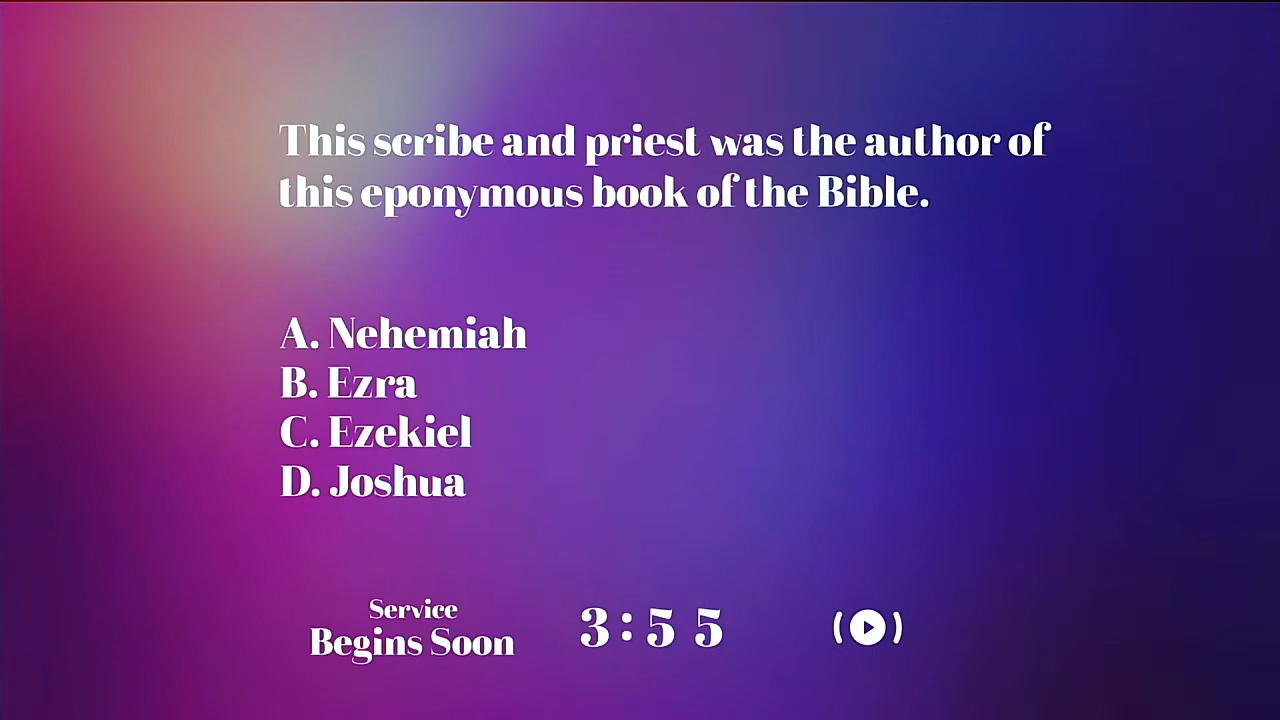 This scribe and priest was the author of
this eponymous book of the Bible.
A. Nehemiah
B. Ezra
C. Ezekiel
D. Joshua
Service
Begins Soon
3:55